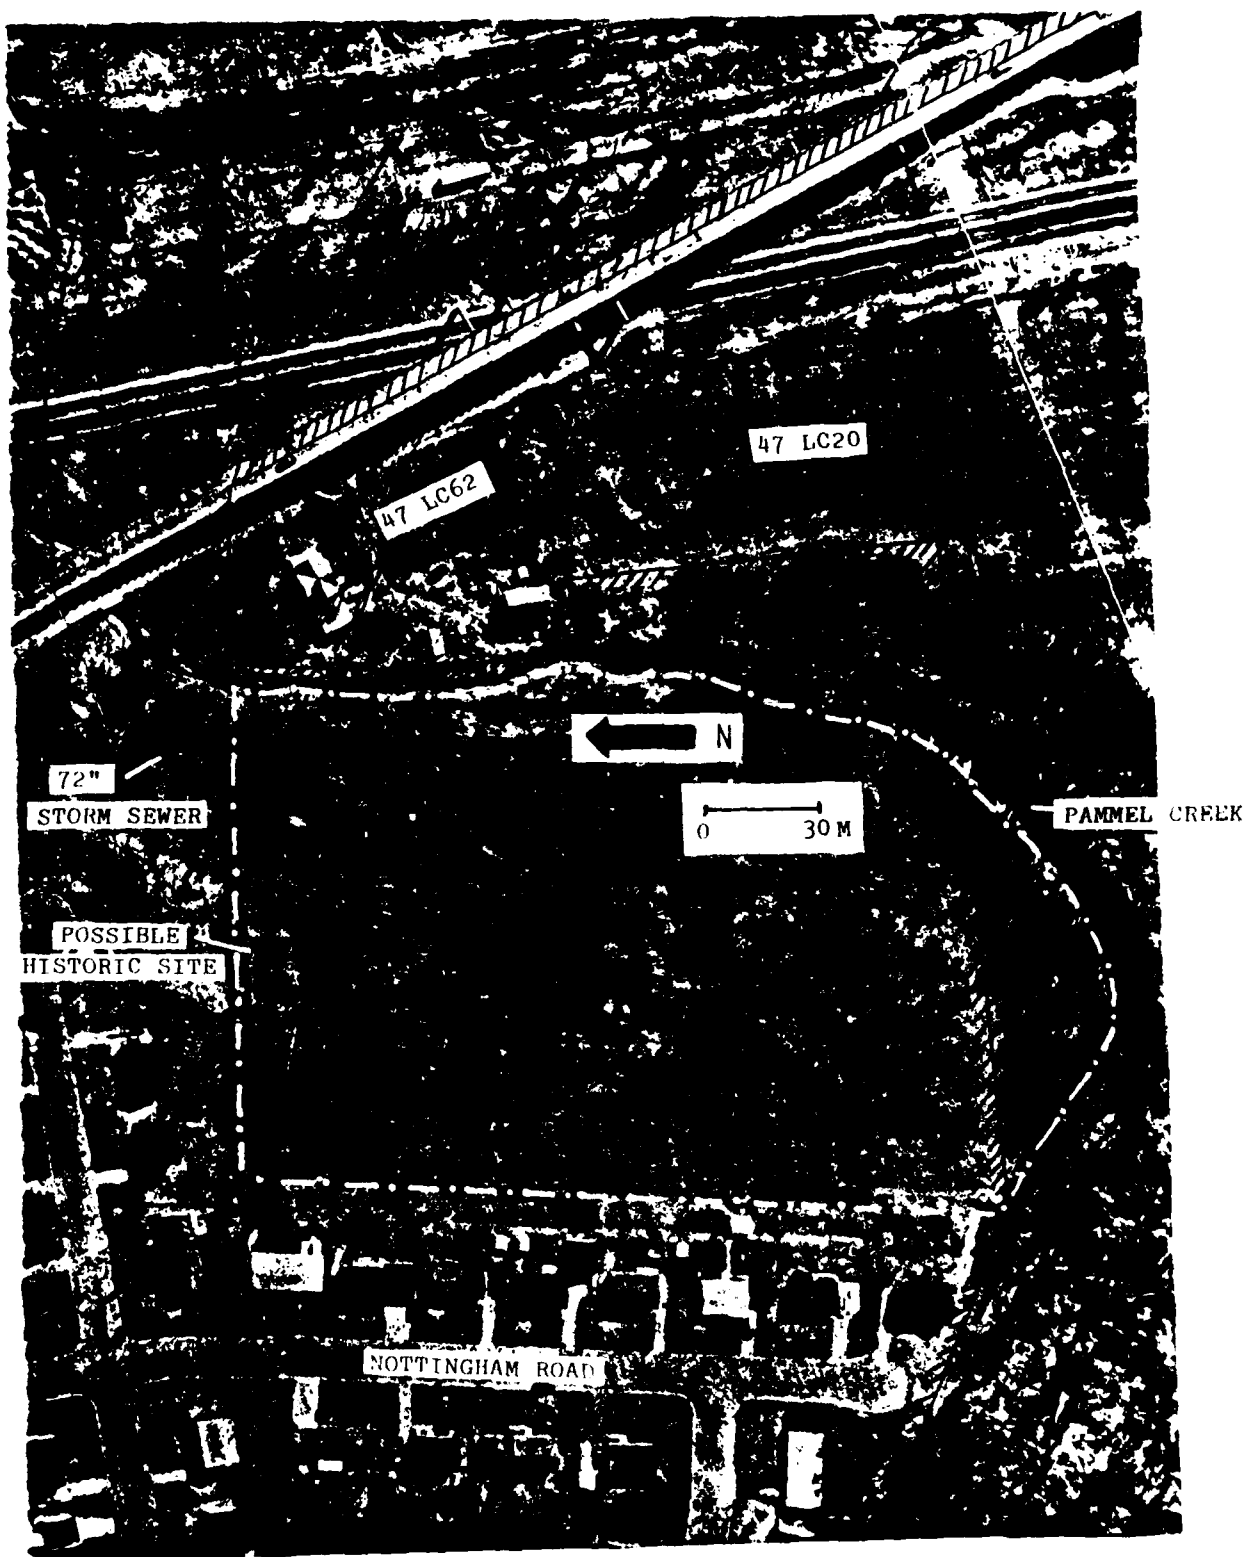 47 LC20
47 LC62
N
0 30 M
72"
STORM SEWER
PAMMEL CREEK
POSSIBLE
HISTORIC SITE
NOTTINGHAM ROAD